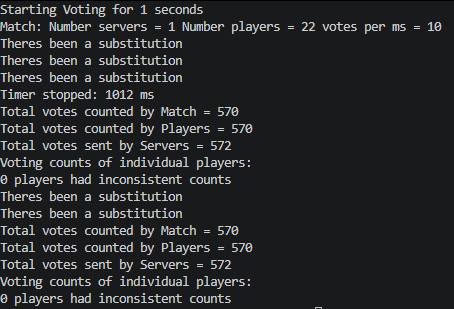 Starting Voting for 1 seconds
Match: Number servers = 1 Number players = 22 votes per ms = 10
Theres been a substitution
Theres been a substitution
Theres been a substitution
Timer stopped: 1012 ms
Total votes counted by Match = 570
Total votes counted by Players = 570
Total votes sent by Servers = 572
Voting counts of individual players:
0 players had inconsistent counts
Theres been a substitution
Theres been a substitution
Total votes counted by Match = 570
Total votes counted by Players = 570
Total votes sent by Servers = 572
Voting counts of individual players:
0 players had inconsistent counts